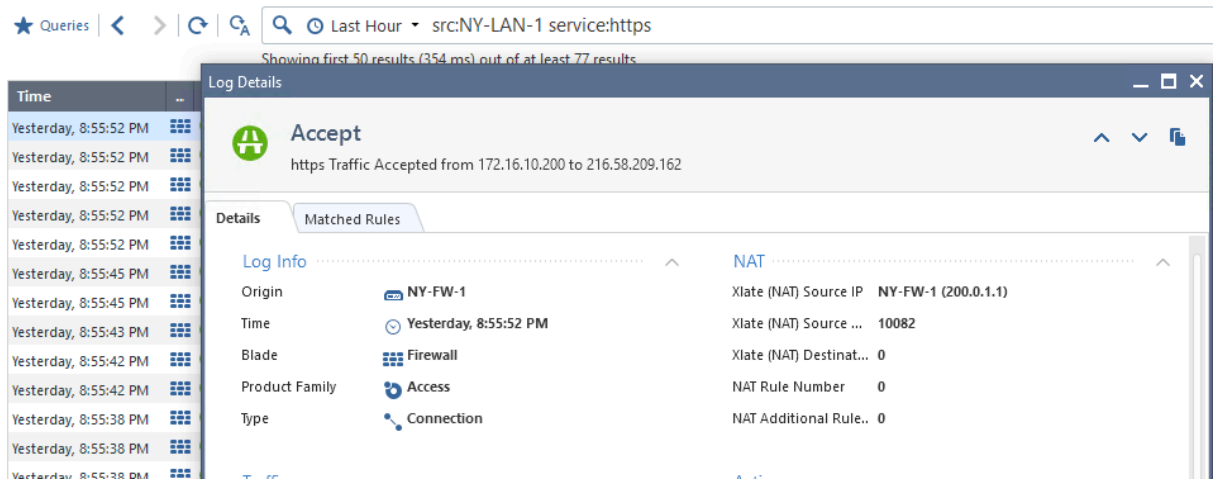 Queries Last Hour src:NY-LAN-1 service:https
Showing first 50 results (354 ms) out of at least 77 results
Time ..
Log Details
Yesterday, 8:55:52 PM
Yesterday, 8:55:52 PM
Yesterday, 8:55:52 PM
Yesterday, 8:55:52 PM
Yesterday, 8:55:52 PM
Yesterday, 8:55:45 PM
Yesterday, 8:55:45 PM
Yesterday, 8:55:43 PM
Yesterday, 8:55:42 PM
Yesterday, 8:55:42 PM
Yesterday, 8:55:38 PM
Yesterday, 8:55:38 PM
Yesterday, 8:55:38 PM
Accept
https Traffic Accepted from 172.16.10.200 to 216.58.209.162
Details Matched Rules
Log Info
Origin NY-FW-1
Time Yesterday, 8:55:52 PM
Blade Firewall
Product Family Access
Type Connection
NAT
Xlate (NAT) Source IP NY-FW-1 (200.0.1.1)
Xlate (NAT) Source ... 10082
Xlate (NAT) Destinat... 0
NAT Rule Number 0
NAT Additional Rule.. 0